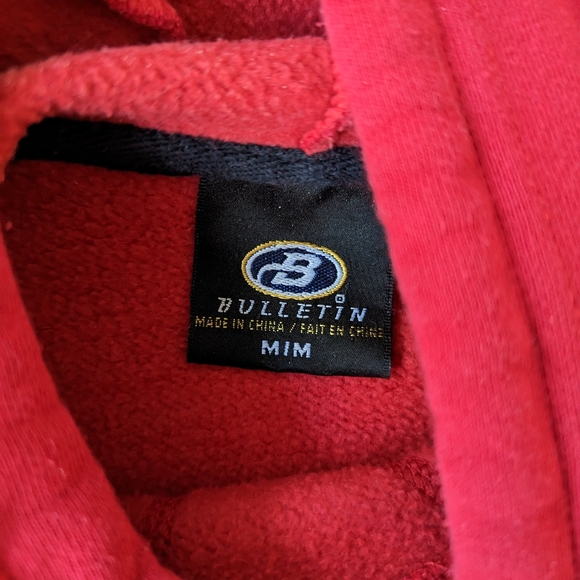 B
BULLETIN
MADE IN CHINA / FAIT EN CHINE
M/M